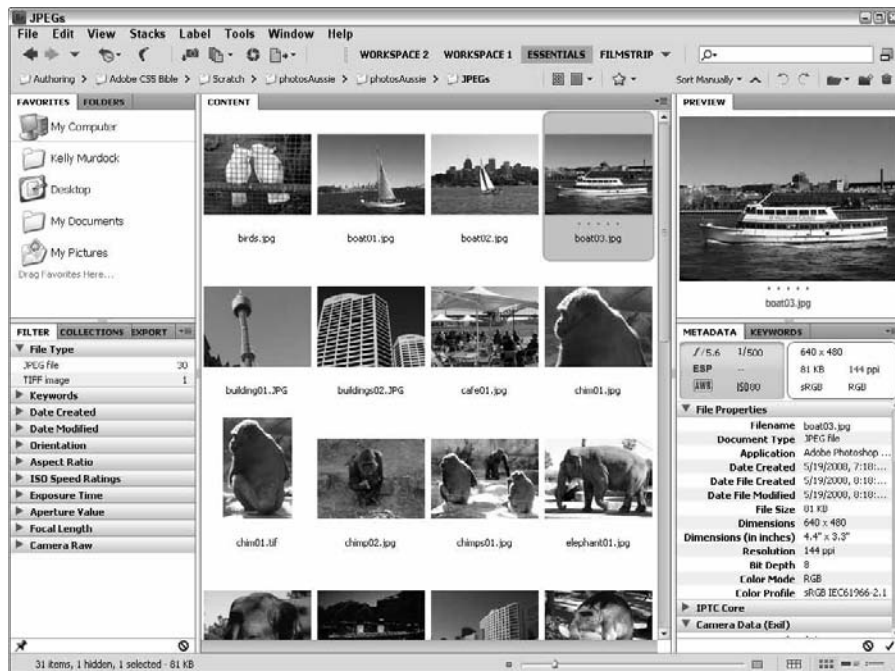 JPEGs
File Edit View Stacks Label Tools Window Help
WORKSPACE 2 WORKSPACE 1 ESSENTIALS FILMSTRIP
Authoring > Adobe CS5 Bible > Scratch > photosAussie > photosAussie > JPEGs
Sort Manually
FAVORITES FOLDERS
My Computer
Kelly Murdock
Desktop
My Documents
My Pictures
Drag Favorites Here...
FILTER COLLECTIONS EXPORT
File Type
JPEG file 30
TIFF image 1
Keywords
Date Created
Date Modified
Orientation
Aspect Ratio
ISO Speed Ratings
Exposure Time
Aperture Value
Focal Length
Camera Raw
CONTENT
birds.jpg boat01.jpg boat02.jpg boat03.jpg
building01.JPG buildings02.JPG cafe01.jpg chim01.jpg
chim01.tif chimp02.jpg chimps01.jpg elephant01.jpg
PREVIEW
boat03.jpg
METADATA KEYWORDS
f/5.6 1/500
ESP --
AWB
640 x 480
81 KB 144 ppi
sRGB RGB
File Properties
Filename boat03.jpg
Document Type JPEG file
Application Adobe Photoshop ...
Date Created 5/19/2008,
Date File Created 5/19/2008,
Date File Modified 5/19/2008,
File Size 81 KB
Dimensions 640 x 480
Dimensions (in inches) 4.4" x 3.3"
Resolution 144 ppi
Bit Depth 8
Color Mode RGB
Color Profile sRGB IEC61966-2.1
IPTC Core
Camera Data (Exif)
31 items, 1 hidden, 1 selected - 81 KB